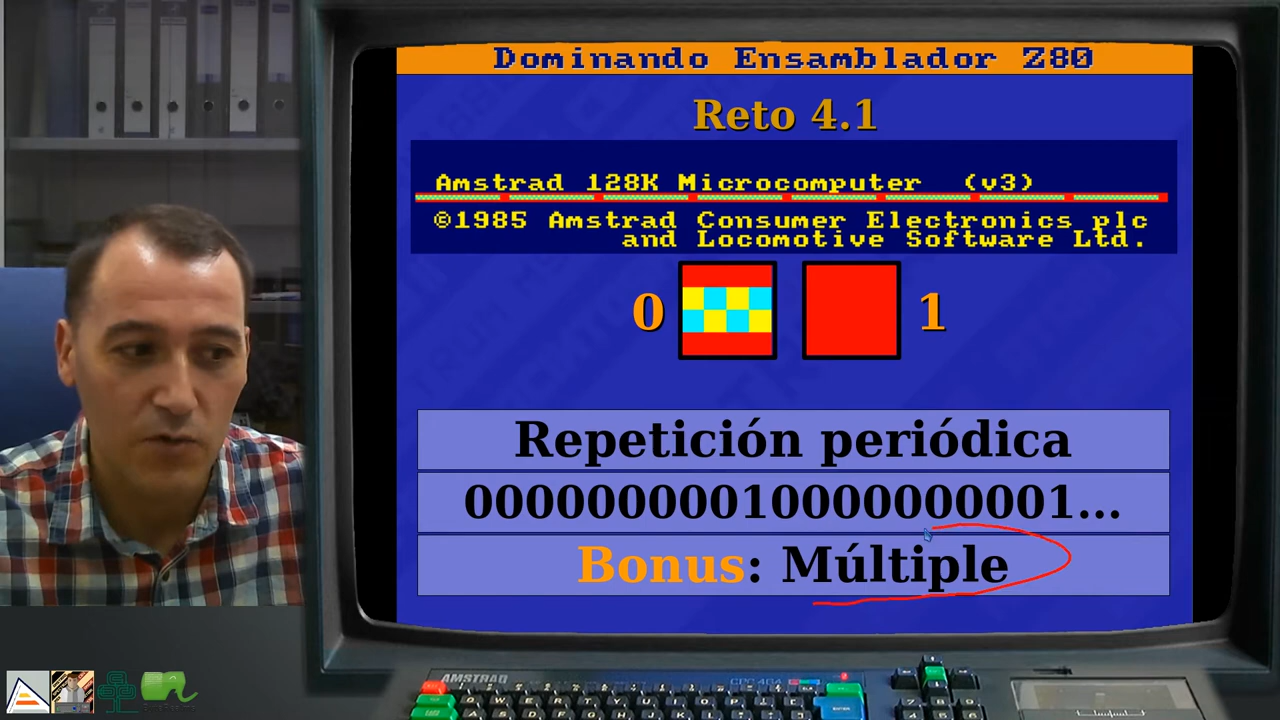 Dominando Ensamblador Z80
Reto 4.1
Amstrad 128K Microcomputer (v3)
©1985 Amstrad Consumer Electronics plc
and Locomotive Software Ltd.
0
1
Repetición periódica
00000000010000000001...
Bonus: Múltiple
AMSTRAD